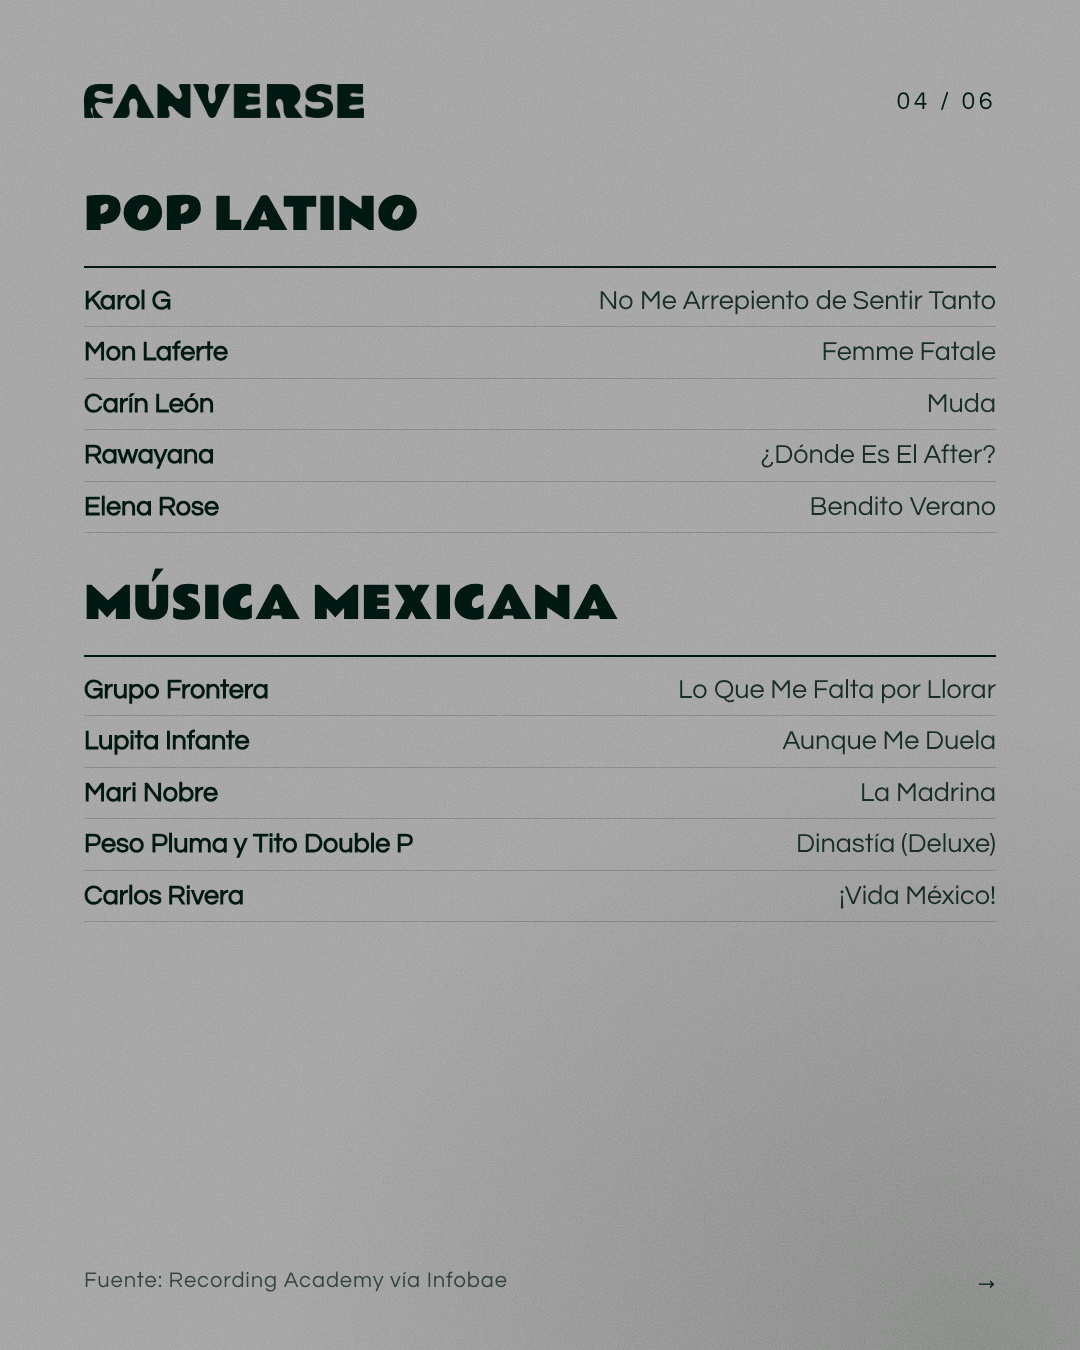 FANVERSE 04 / 06
POP LATINO
Karol G No Me Arrepiento de Sentir Tanto
Mon Laferte Femme Fatale
Carín León Muda
Rawayana ¿Dónde Es El After?
Elena Rose Bendito Verano
MÚSICA MEXICANA
Grupo Frontera Lo Que Me Falta por Llorar
Lupita Infante Aunque Me Duela
Mari Nobre La Madrina
Peso Pluma y Tito Double P Dinastía (Deluxe)
Carlos Rivera ¡Vida México!
Fuente: Recording Academy vía Infobae →